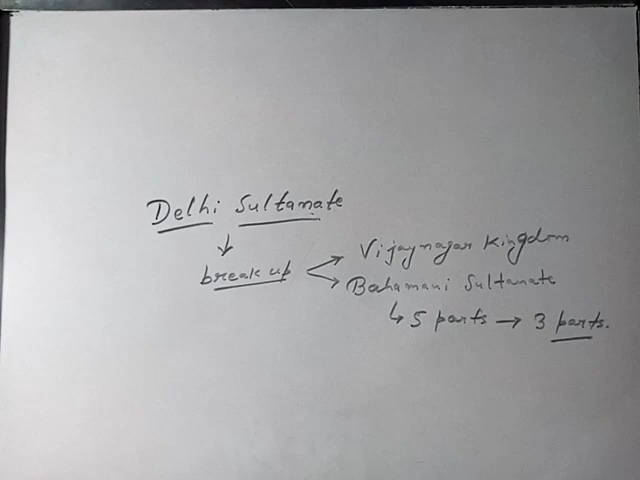 Delhi Sultanate
↓
break up → Vijaynagar Kingdom
→ Bahamani Sultanate
↳ 5 parts → 3 parts.